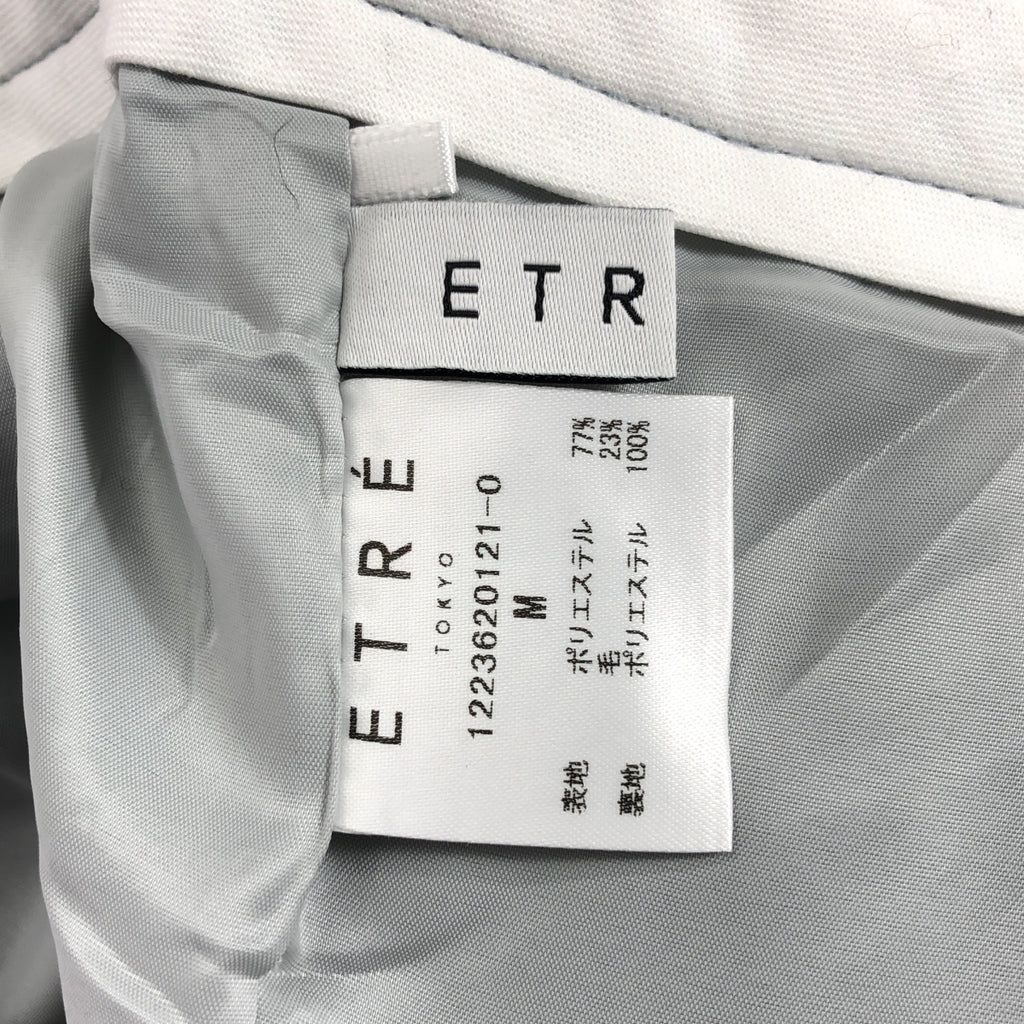 ETR
ETRÉ
TOKYO
1223620121-0
M
表地 ポリエステル 77%
毛 23%
裏地 ポリエステル 100%